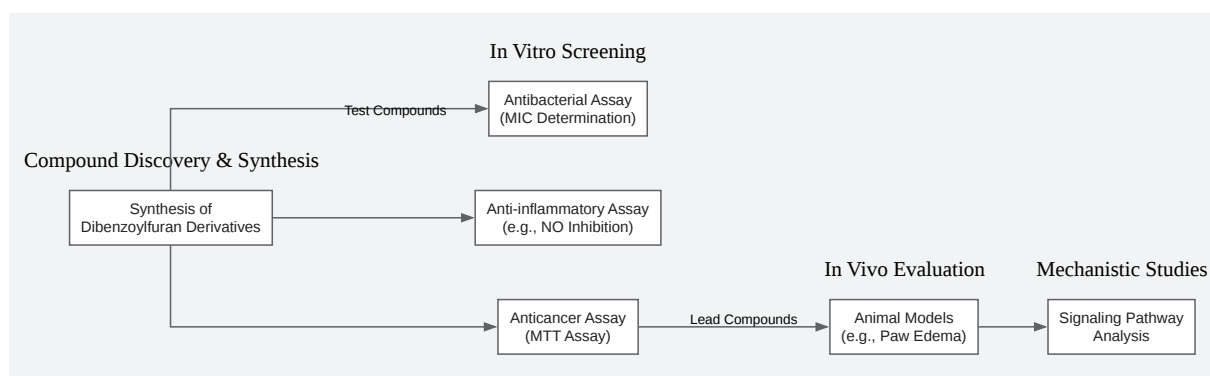 In Vitro Screening
Antibacterial Assay
(MIC Determination)
Test Compounds
Compound Discovery & Synthesis
Synthesis of
Dibenzoylfuran Derivatives
Anti-inflammatory Assay
(e.g., NO Inhibition)
In Vivo Evaluation
Mechanistic Studies
Anticancer Assay
(MTT Assay)
Lead Compounds
Animal Models
(e.g., Paw Edema)
Signaling Pathway
Analysis